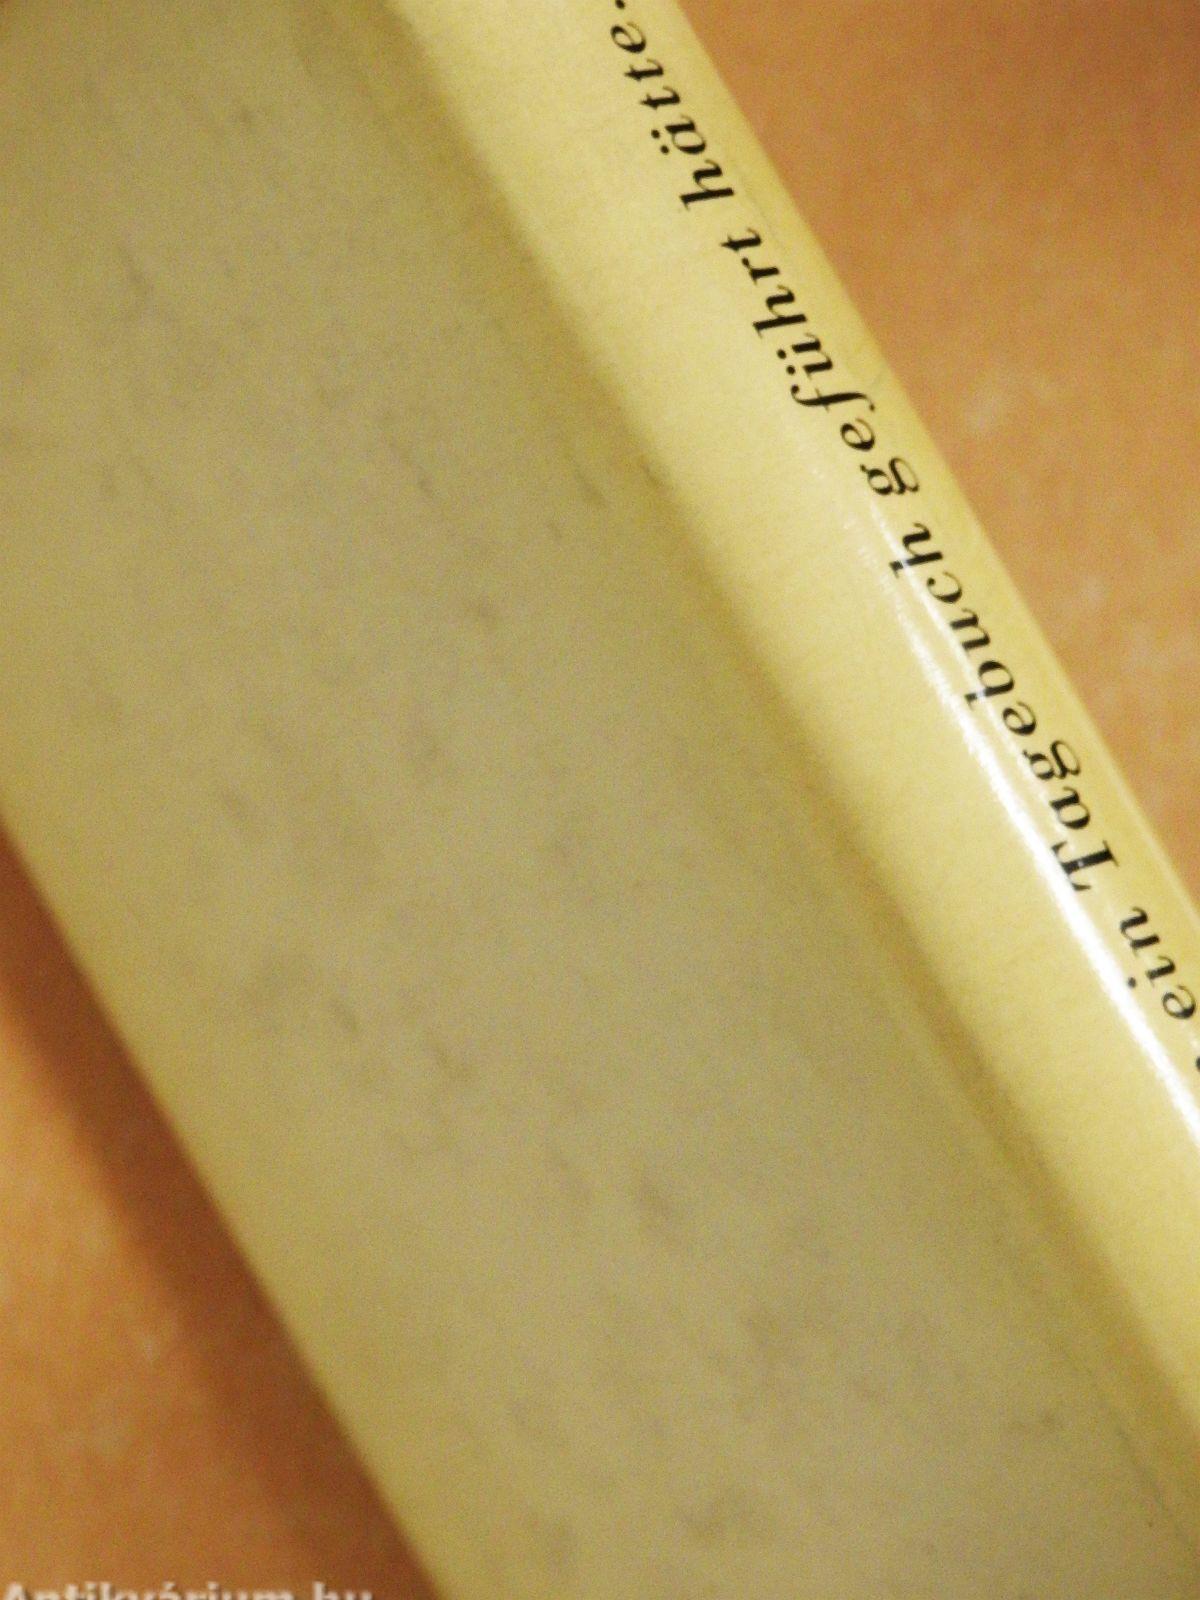 ein Tagebuch geführt hätte.
Antikvárium.hu